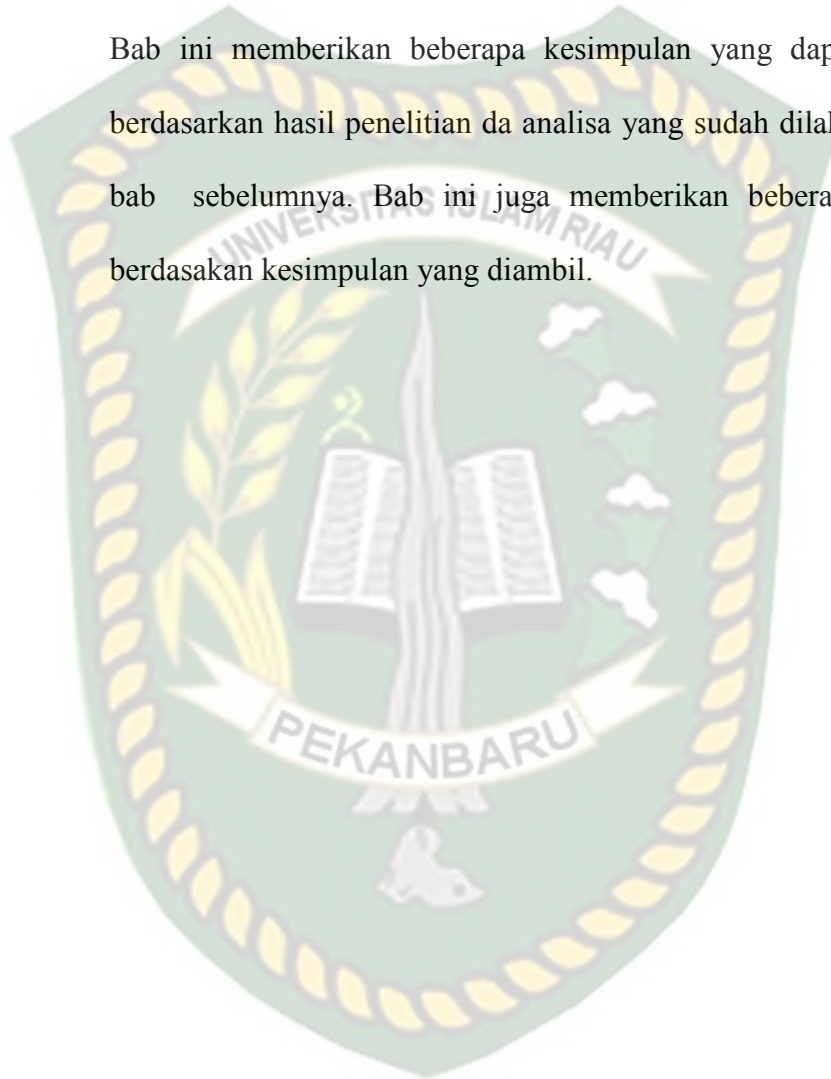 Bab ini memberikan beberapa kesimpulan yang dap
berdasarkan hasil penelitian da analisa yang sudah dilal
bab sebelumnya. Bab ini juga memberikan bebera
berdasakan kesimpulan yang diambil.
UNIVERSITAS ISLAM RIAU
PEKANBARU